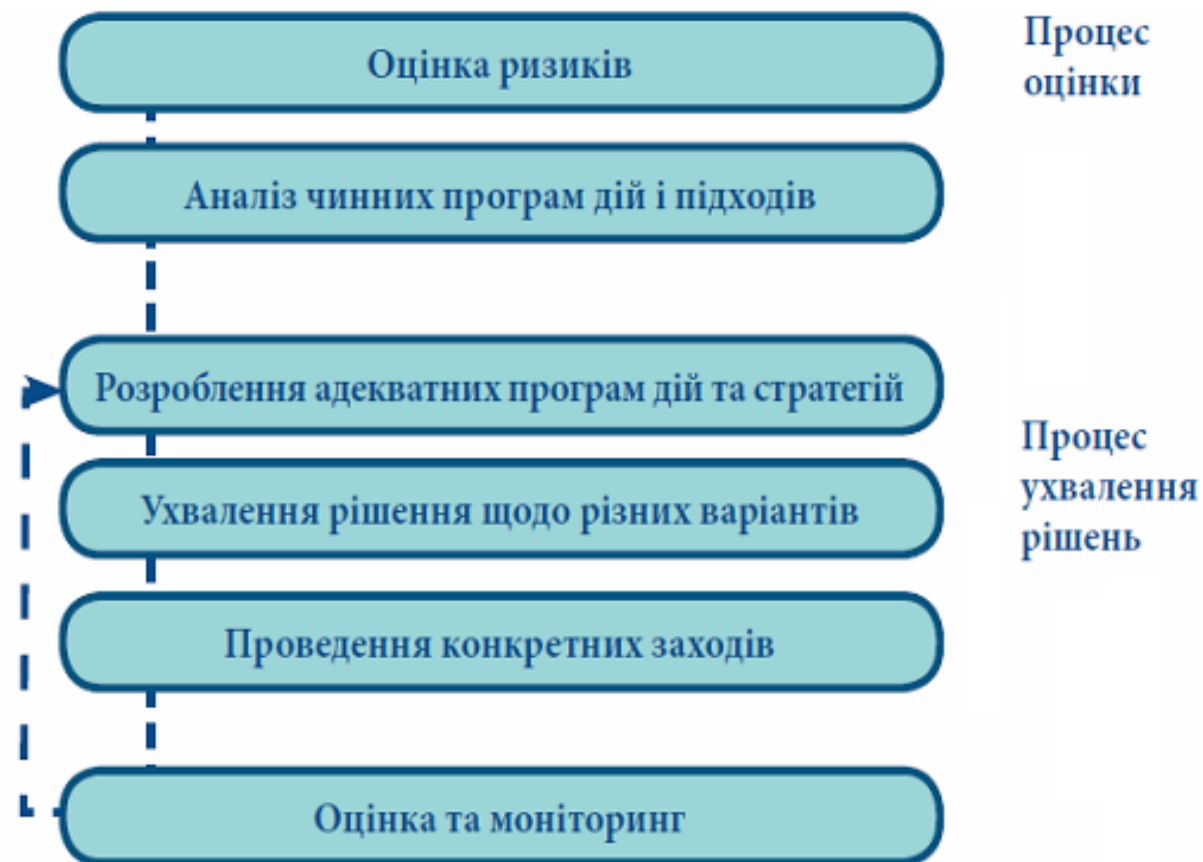 Оцінка ризиків
Процес
оцінки
Аналіз чинних програм дій і підходів
Розроблення адекватних програм дій та стратегій
Ухвалення рішення щодо різних варіантів
Процес
ухвалення
рішень
Проведення конкретних заходів
Оцінка та моніторинг